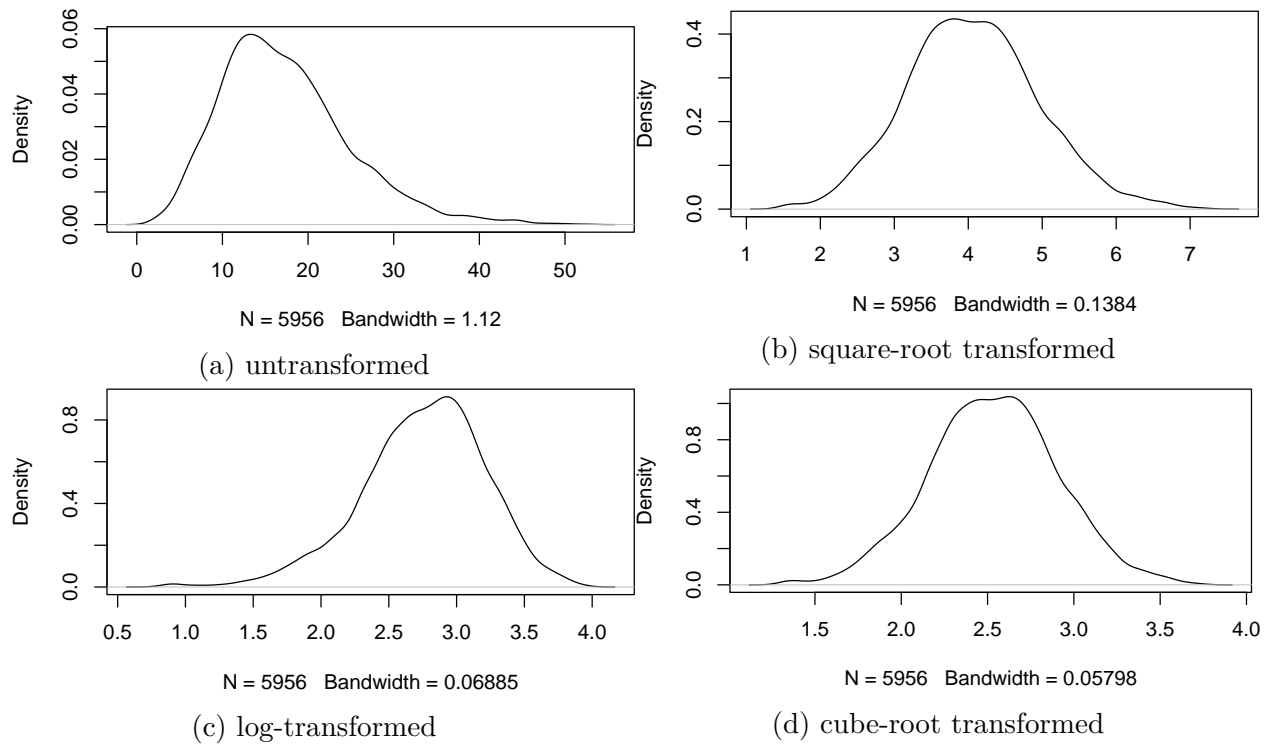 Density
0.00 0.02 0.04 0.06
0 10 20 30 40 50
N = 5956 Bandwidth = 1.12
(a) untransformed
Density
0.0 0.2 0.4
1 2 3 4 5 6 7
N = 5956 Bandwidth = 0.1384
(b) square-root transformed
Density
0.0 0.4 0.8
0.5 1.0 1.5 2.0 2.5 3.0 3.5 4.0
N = 5956 Bandwidth = 0.06885
(c) log-transformed
Density
0.0 0.4 0.8
1.5 2.0 2.5 3.0 3.5 4.0
N = 5956 Bandwidth = 0.05798
(d) cube-root transformed